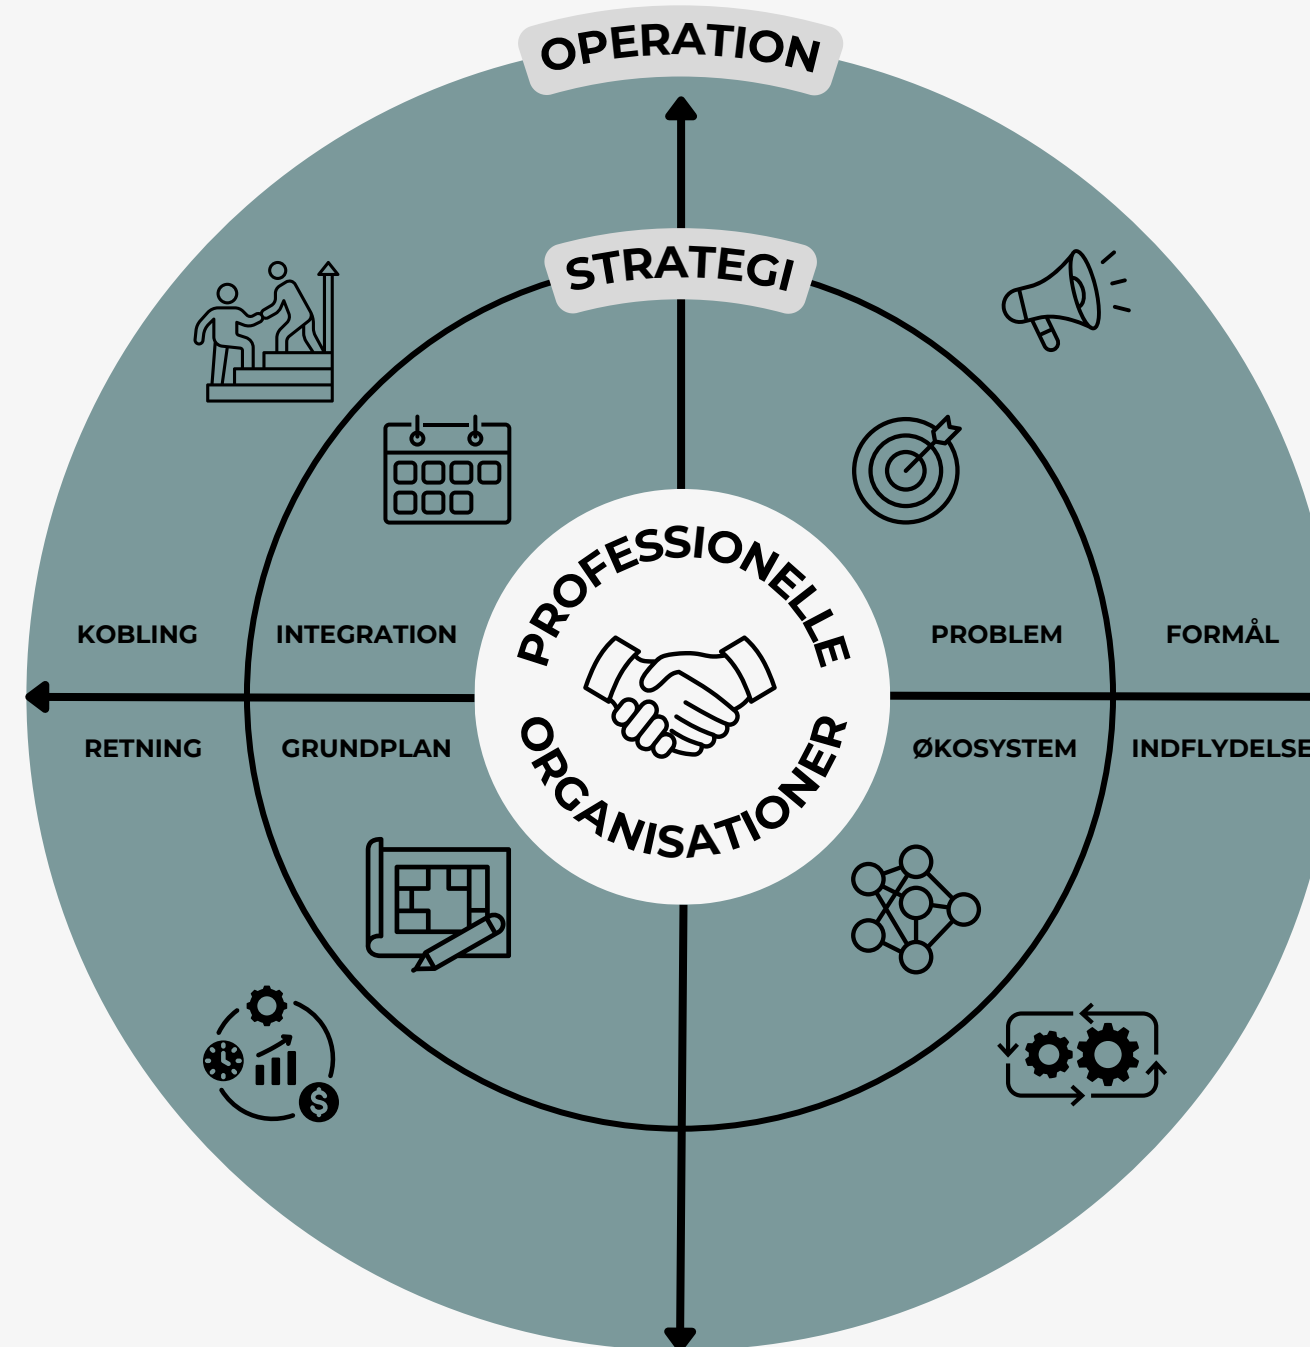 OPERATION
STRATEGI
PROFESSIONELLE
KOBLING
INTEGRATION
PROBLEM
FORMÅL
RETNING
GRUNDPLAN
ØKOSYSTEM
INDFLYDELSE
ORGANISATIONER
$